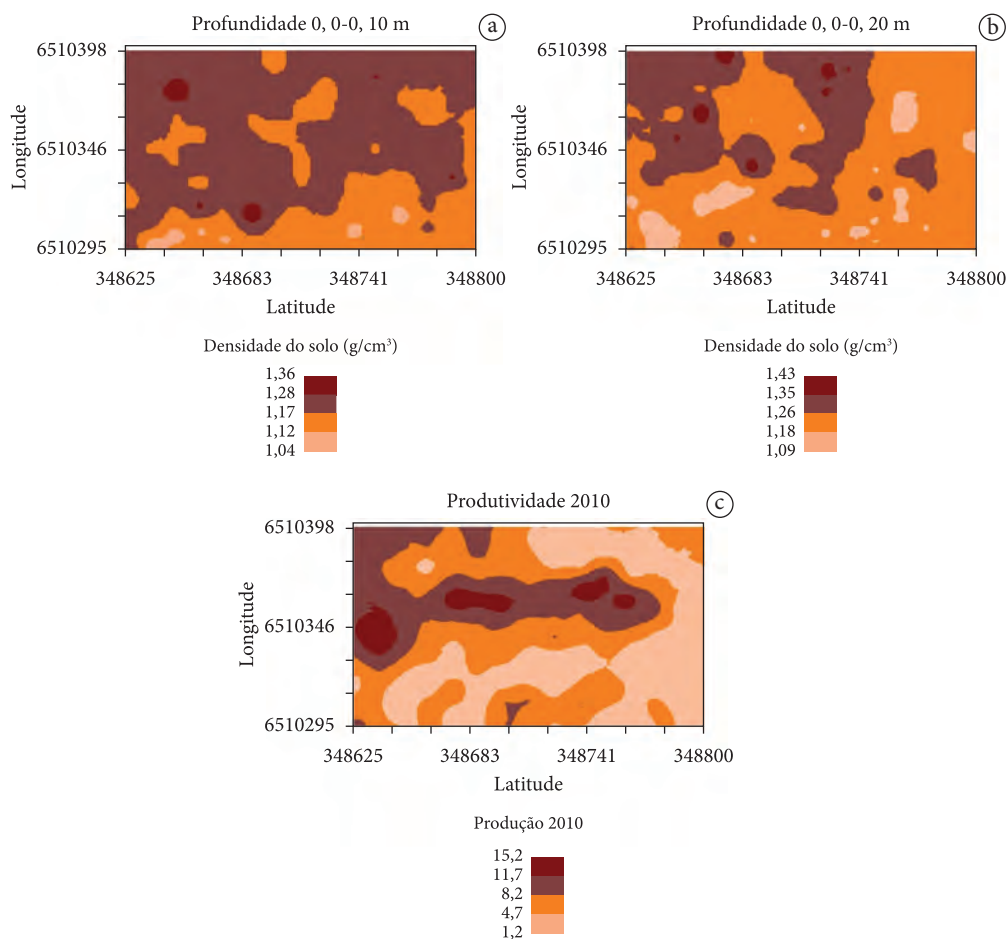 Profundidade 0, 0-0, 10 m
a
6510398
6510346
6510295
Longitude
348625 348683 348741 348800
Latitude
Densidade do solo (g/cm³)
1,36
1,28
1,17
1,12
1,04
Profundidade 0, 0-0, 20 m
b
6510398
6510346
6510295
Longitude
348625 348683 348741 348800
Latitude
Densidade do solo (g/cm³)
1,43
1,35
1,26
1,18
1,09
Produtividade 2010
c
6510398
6510346
6510295
Longitude
348625 348683 348741 348800
Latitude
Produção 2010
15,2
11,7
8,2
4,7
1,2